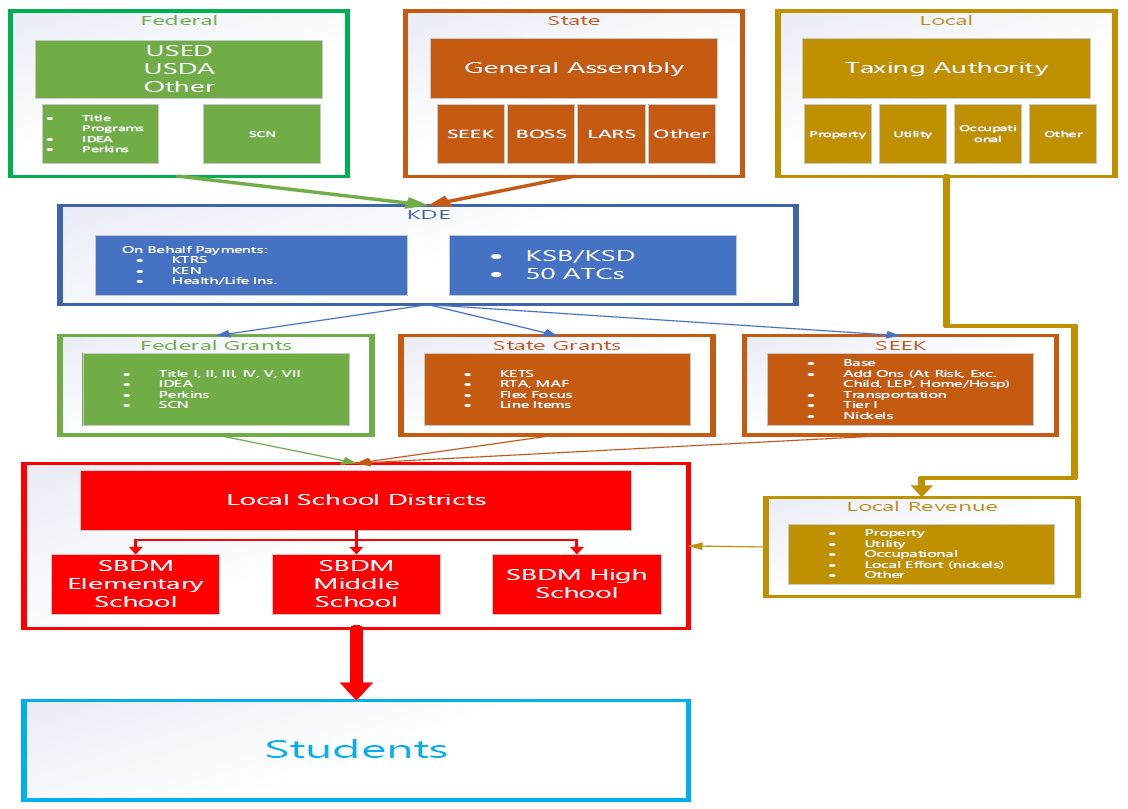 Federal
USED
USDA
Other
• Title
Programs
• IDEA
• Perkins
SCN
State
General Assembly
SEEK
BOSS
LARS
Other
Local
Taxing Authority
Property
Utility
Occupati
onal
Other
KDE
On Behalf Payments:
• KTRS
• KEN
• Health/Life Ins.
• KSB/KSD
• 50 ATCs
Federal Grants
• Title I, II, III, IV, V, VII
• IDEA
• Perkins
• SCN
State Grants
• KETS
• RTA, MAF
• Flex Focus
• Line Items
SEEK
• Base
• Add Ons (At Risk, Exc.
Child, LEP, Home/Hosp)
• Transportation
• Tier I
• Nickels
Local School Districts
SBDM
Elementary
School
SBDM
Middle
School
SBDM High
School
Local Revenue
• Property
• Utility
• Occupational
• Local Effort (nickels)
• Other
Students